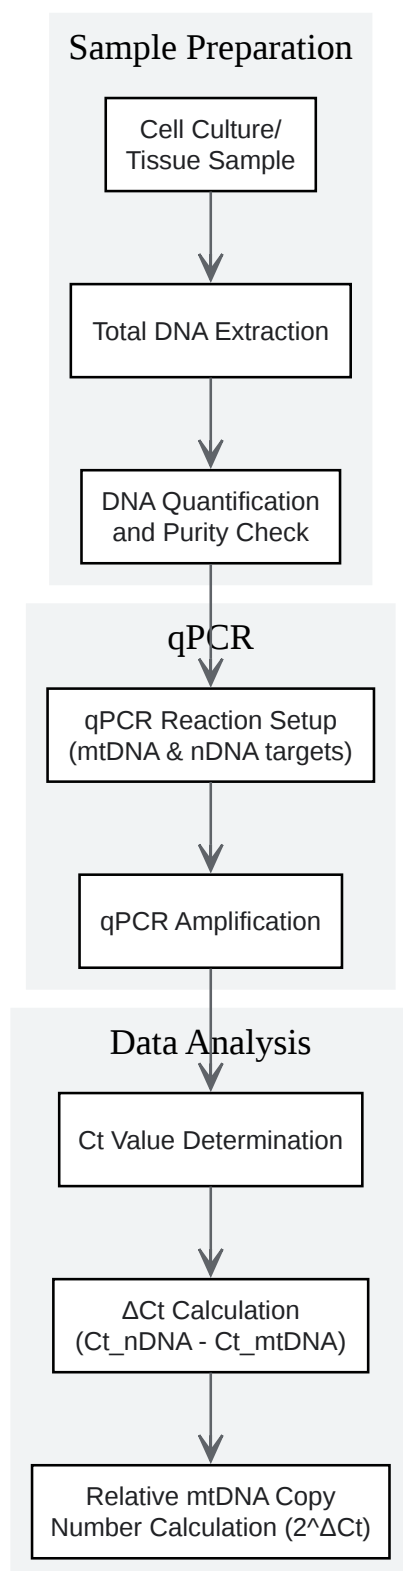 Sample Preparation
Cell Culture/
Tissue Sample
Total DNA Extraction
DNA Quantification
and Purity Check
qPCR
qPCR Reaction Setup
(mtDNA & nDNA targets)
qPCR Amplification
Data Analysis
Ct Value Determination
ΔCt Calculation
(Ct_nDNA - Ct_mtDNA)
Relative mtDNA Copy
Number Calculation (2^ΔCt)